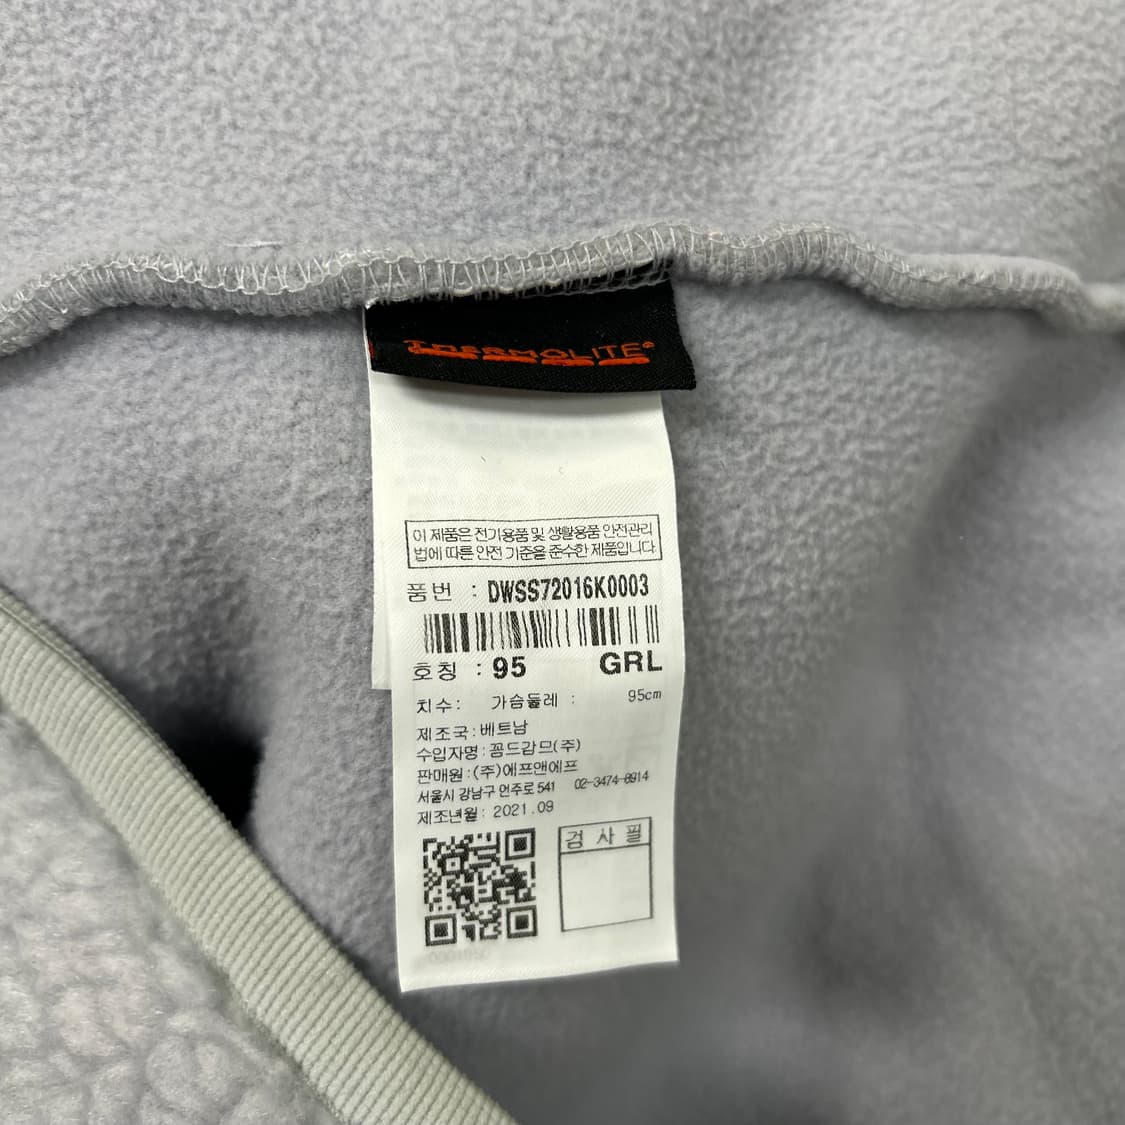 THERMOLITE®
이 제품은 전기용품 및 생활용품 안전관리
법에 따른 안전 기준을 준수한 제품입니다
품번 : DWSS72016K0003
호칭 : 95 GRL
치수: 가슴둘레 : 95cm
제조국: 베트남
수입자명: 꼼드감므(주)
판매원: (주)에프앤에프
서울시 강남구 언주로 541 02-3474-8914
제조년월: 2021.09
검 사 필